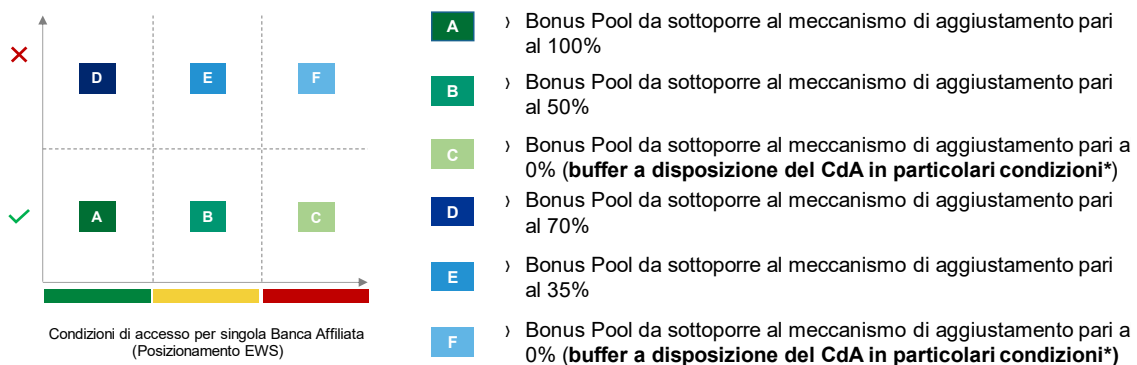 D
E
F
A
B
C
Condizioni di accesso per singola Banca Affiliata
(Posizionamento EWS)
A
› Bonus Pool da sottoporre al meccanismo di aggiustamento pari
al 100%
B
› Bonus Pool da sottoporre al meccanismo di aggiustamento pari
al 50%
C
› Bonus Pool da sottoporre al meccanismo di aggiustamento pari a
0% (buffer a disposizione del CdA in particolari condizioni*)
D
› Bonus Pool da sottoporre al meccanismo di aggiustamento pari
al 70%
E
› Bonus Pool da sottoporre al meccanismo di aggiustamento pari
al 35%
F
› Bonus Pool da sottoporre al meccanismo di aggiustamento pari a
0% (buffer a disposizione del CdA in particolari condizioni*)